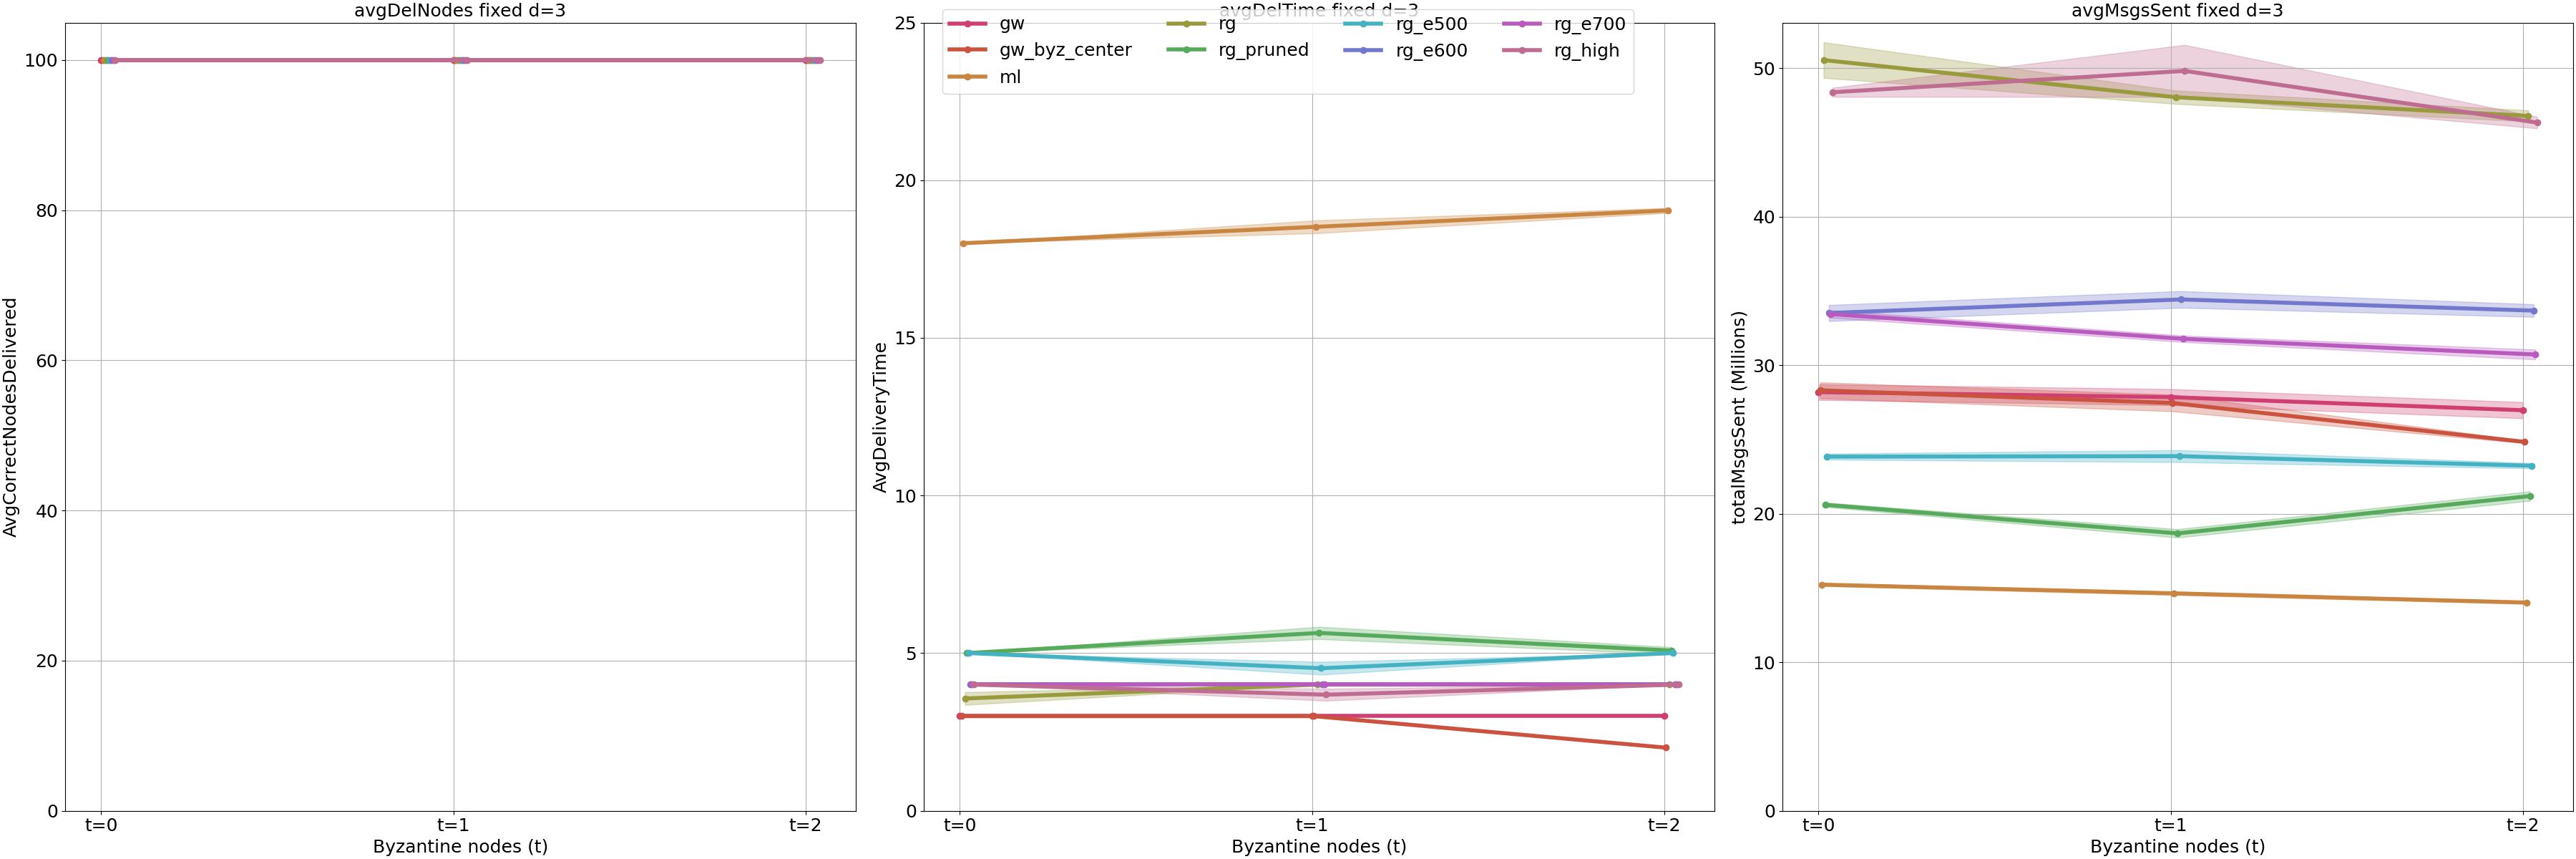 avgDelNodes fixed d=3
AvgCorrectNodesDelivered
100
80
60
40
20
0
t=0 t=1 t=2
Byzantine nodes (t)
avgDelTime fixed d=3
gw rg rg_e500 rg_e700
gw_byz_center rg_pruned rg_e600 rg_high
ml
AvgDeliveryTime
25
20
15
10
5
0
t=0 t=1 t=2
Byzantine nodes (t)
avgMsgsSent fixed d=3
totalMsgsSent (Millions)
50
40
30
20
10
0
t=0 t=1 t=2
Byzantine nodes (t)